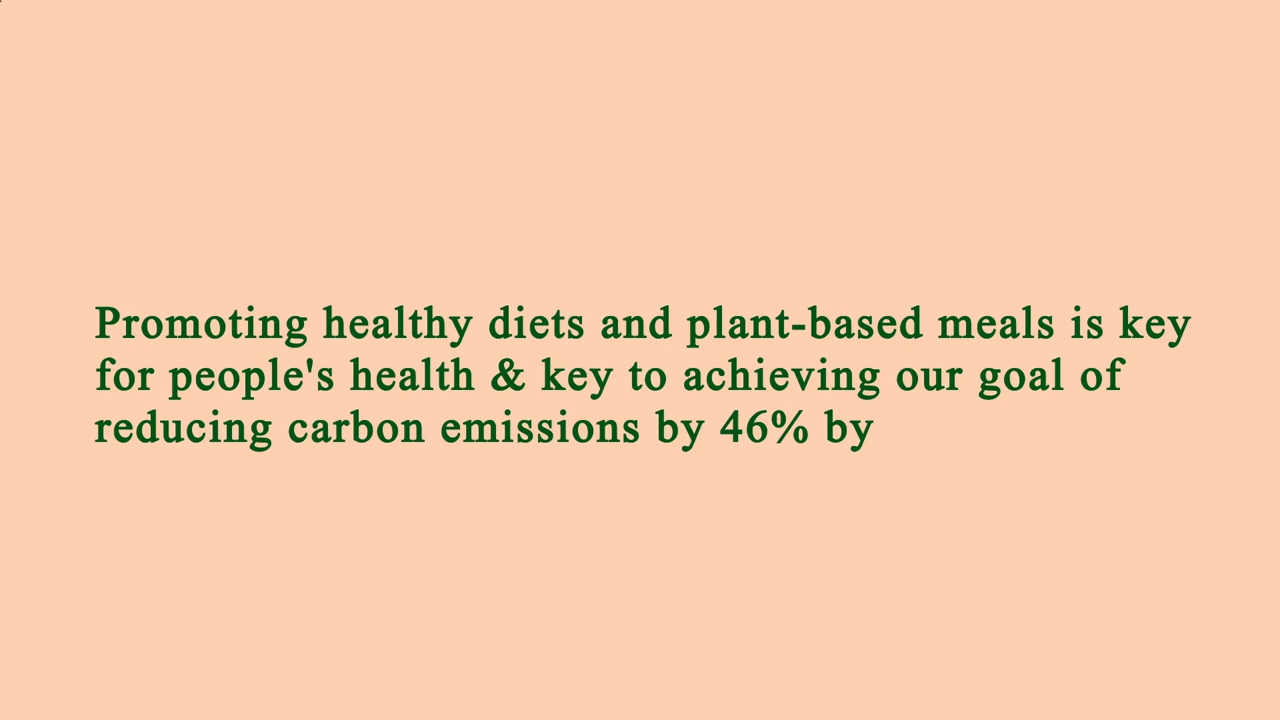 Promoting healthy diets and plant-based meals is key
for people's health & key to achieving our goal of
reducing carbon emissions by 46% by